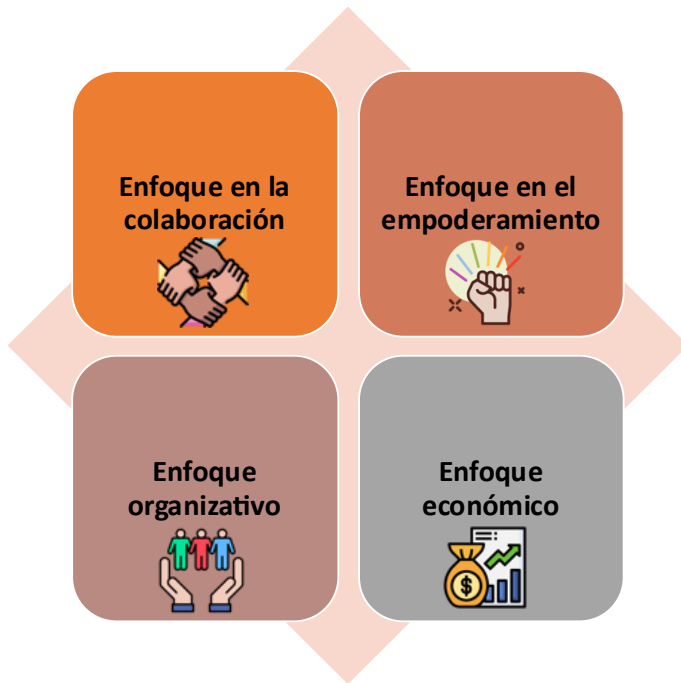 Enfoque en la
colaboración
Enfoque en el
empoderamiento
Enfoque
organizativo
Enfoque
económico
$